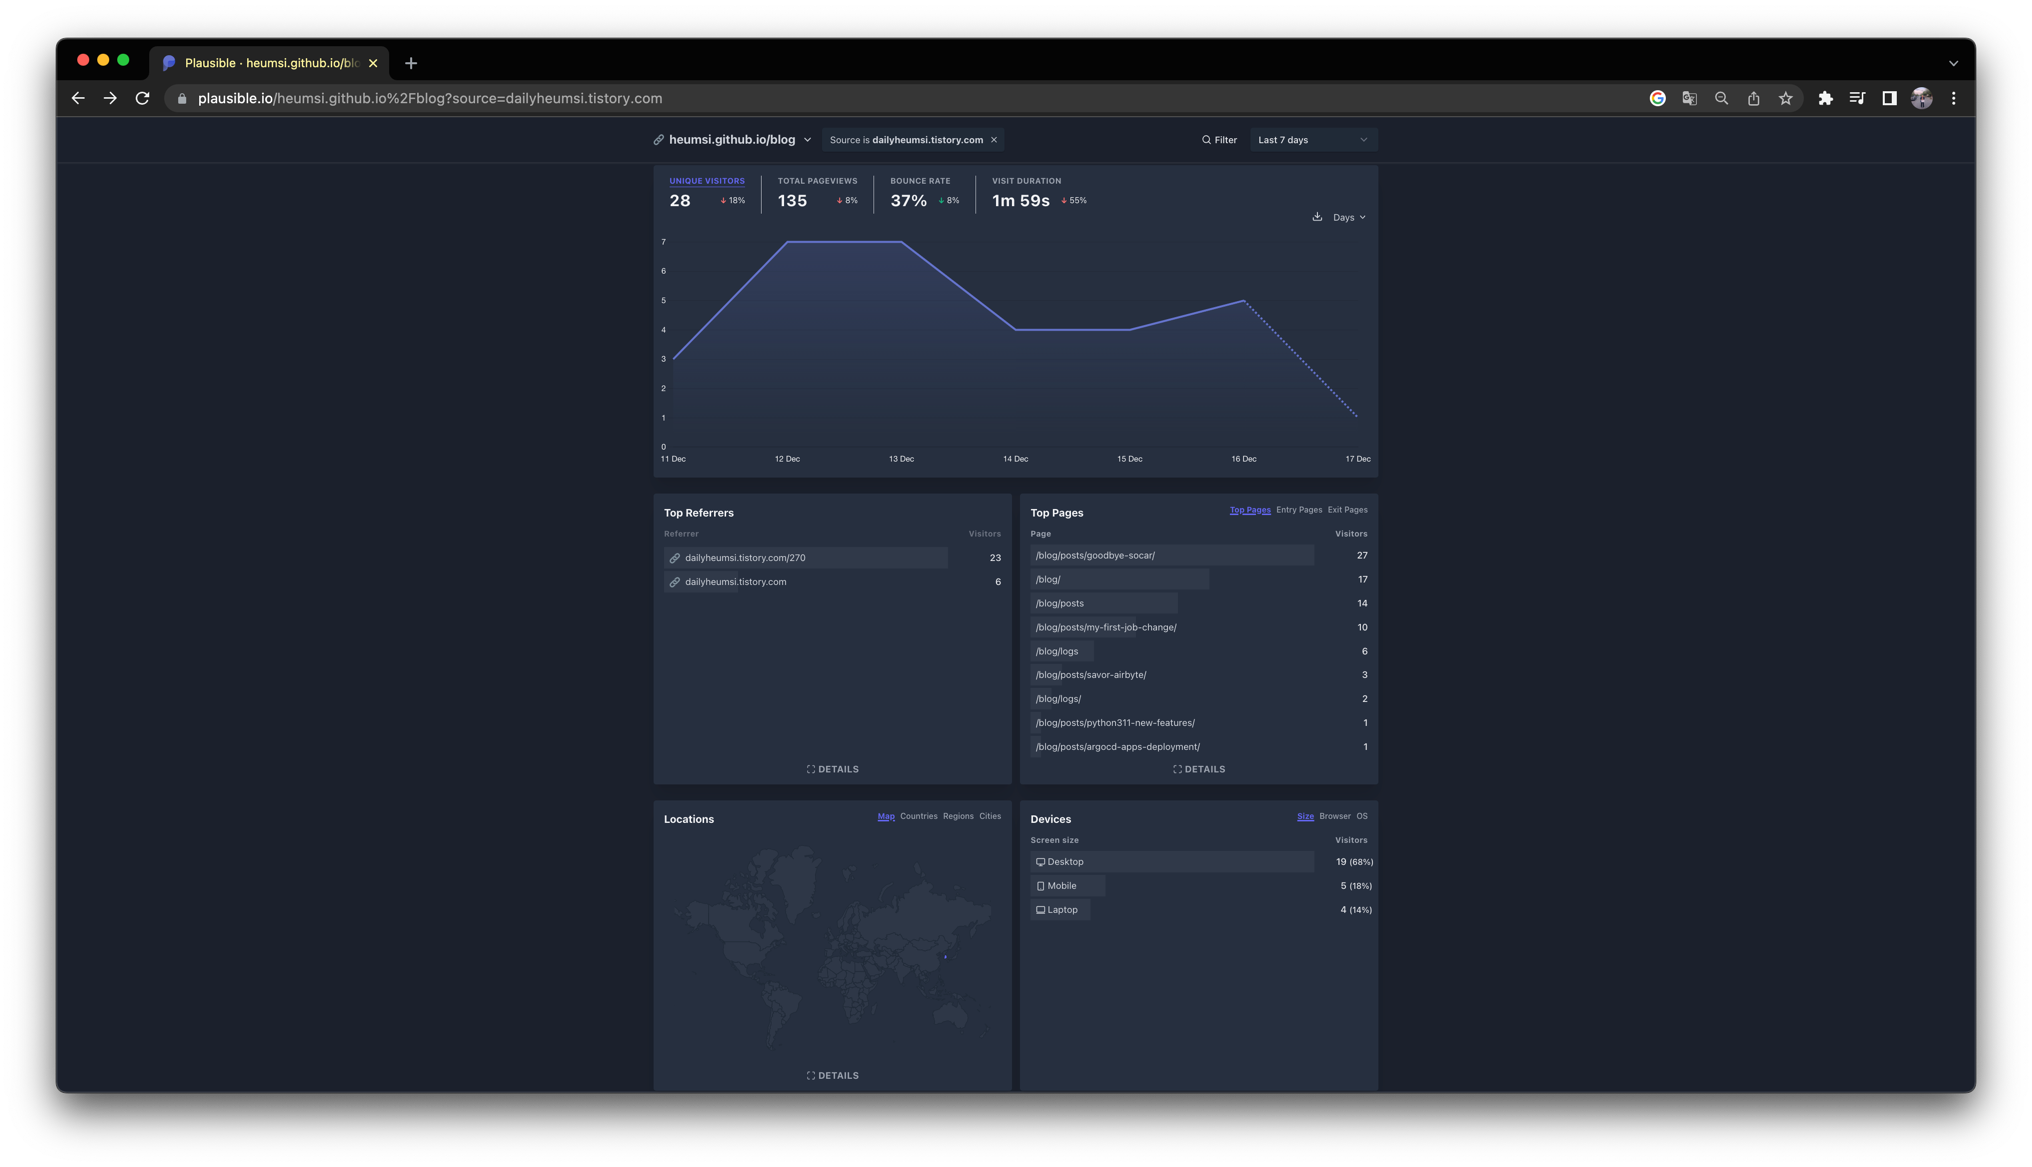 Plausible · heumsi.github.io/blo
plausible.io/heumsi.github.io%2Fblog?source=dailyheumsi.tistory.com
heumsi.github.io/blog
Source is dailyheumsi.tistory.com
Filter
Last 7 days
UNIQUE VISITORS
28
18%
TOTAL PAGEVIEWS
135
8%
BOUNCE RATE
37%
8%
VISIT DURATION
1m 59s
55%
Days
7
6
5
4
3
2
1
0
11 Dec
12 Dec
13 Dec
14 Dec
15 Dec
16 Dec
17 Dec
Top Referrers
Referrer
Visitors
dailyheumsi.tistory.com/270
23
dailyheumsi.tistory.com
6
DETAILS
Top Pages
Top Pages
Entry Pages
Exit Pages
Page
Visitors
/blog/posts/goodbye-socar/
27
/blog/
17
/blog/posts
14
/blog/posts/my-first-job-change/
10
/blog/logs
6
/blog/posts/savor-airbyte/
3
/blog/logs/
2
/blog/posts/python311-new-features/
1
/blog/posts/argocd-apps-deployment/
1
DETAILS
Locations
Map
Countries
Regions
Cities
DETAILS
Devices
Size
Browser
OS
Screen size
Visitors
Desktop
19 (68%)
Mobile
5 (18%)
Laptop
4 (14%)